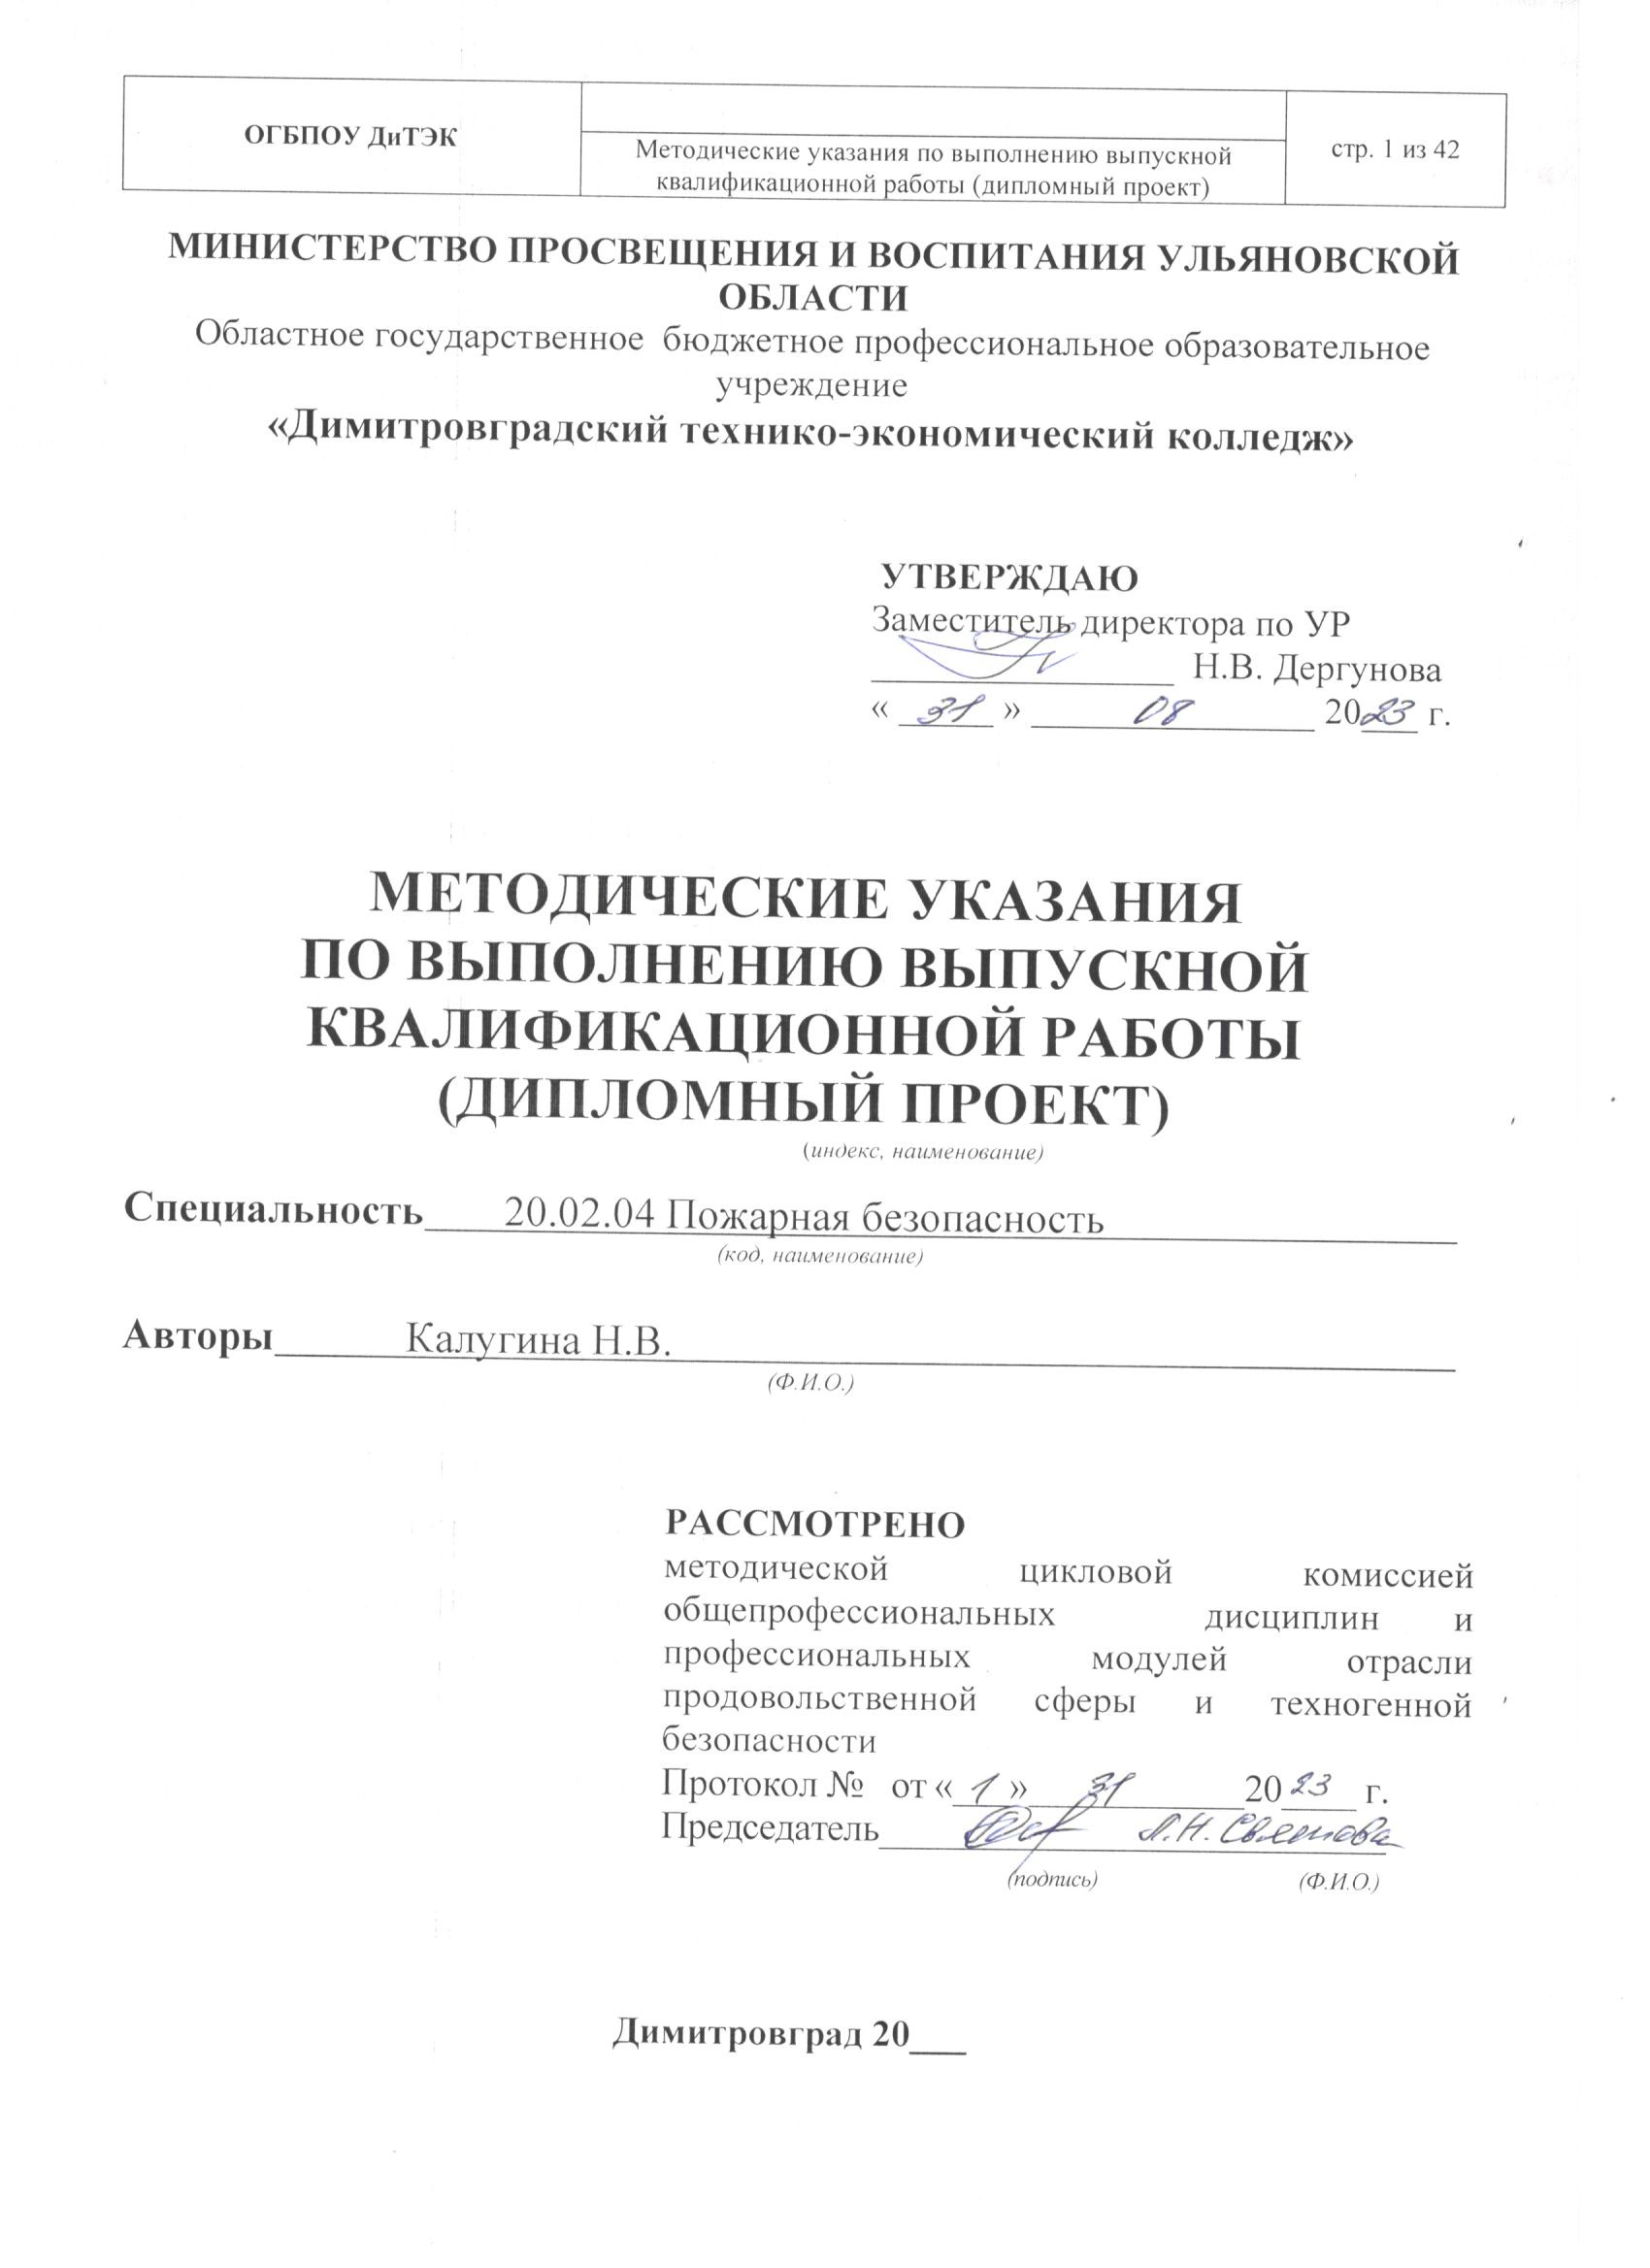 ОГБПОУ ДиТЭК
Методические указания по выполнению выпускной
квалификационной работы (дипломный проект)
стр. 1 из 42
МИНИСТЕРСТВО ПРОСВЕЩЕНИЯ И ВОСПИТАНИЯ УЛЬЯНОВСКОЙ
ОБЛАСТИ
Областное государственное бюджетное профессиональное образовательное
учреждение
«Димитровградский технико-экономический колледж»
УТВЕРЖДАЮ
Заместитель директора по УР
Н.В. Дергунова
« 31 » 08 2023 г.
МЕТОДИЧЕСКИЕ УКАЗАНИЯ
ПО ВЫПОЛНЕНИЮ ВЫПУСКНОЙ
КВАЛИФИКАЦИОННОЙ РАБОТЫ
(ДИПЛОМНЫЙ ПРОЕКТ)
(индекс, наименование)
Специальность 20.02.04 Пожарная безопасность
(код, наименование)
Авторы Калугина Н.В.
(Ф.И.О.)
РАССМОТРЕНО
методической цикловой комиссией
общепрофессиональных дисциплин и
профессиональных модулей отрасли
продовольственной сферы и техногенной
безопасности
Протокол № от « 1 » 31 2023 г.
Председатель Л.Н. Святова
(подпись) (Ф.И.О.)
Димитровград 20___